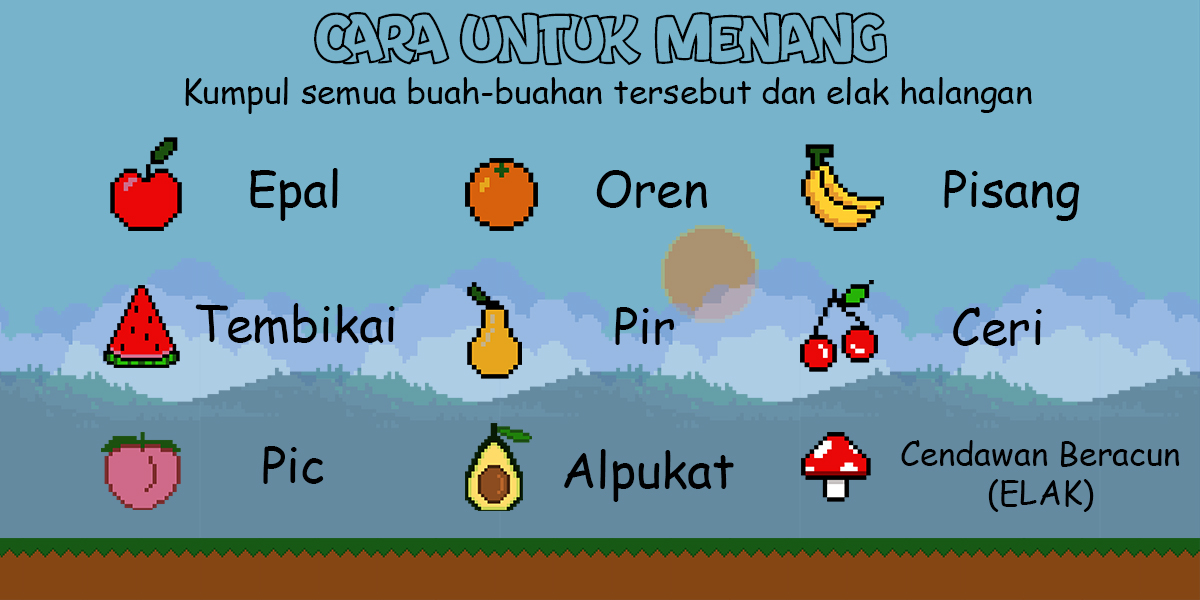 CARA UNTUK MENANG
Kumpul semua buah-buahan tersebut dan elak halangan
Epal
Oren
Pisang
Tembikai
Pir
Ceri
Pic
Alpukat
Cendawan Beracun
(ELAK)